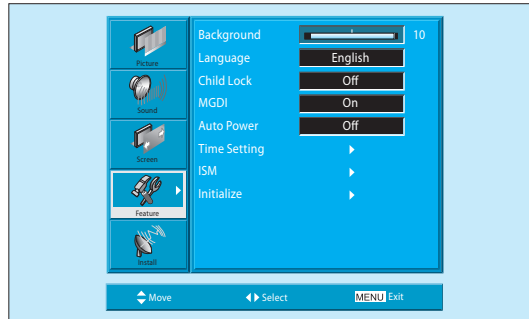 Picture
Sound
Screen
Feature
Install
Background 10
Language English
Child Lock Off
MGDI On
Auto Power Off
Time Setting
ISM
Initialize
Move Select MENU Exit